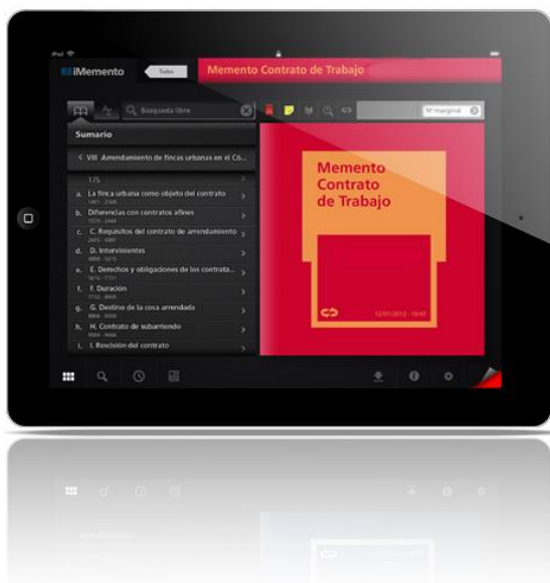 iPad
iMemento
Todos
Memento Contrato de Trabajo
Búsqueda libre
Nº marginal
Sumario
VIII Arrendamiento de fincas urbanas en el Có...
175
a. La finca urbana como objeto del contrato
b. Diferencias con contratos afines
c. C. Requisitos del contrato de arrendamiento
d. D. Intervinientes
e. E. Derechos y obligaciones de los contrata...
f. F. Duración
g. G. Destino de la cosa arrendada
h. H. Contrato de subarriendo
i. I. Rescisión del contrato
Memento
Contrato
de Trabajo